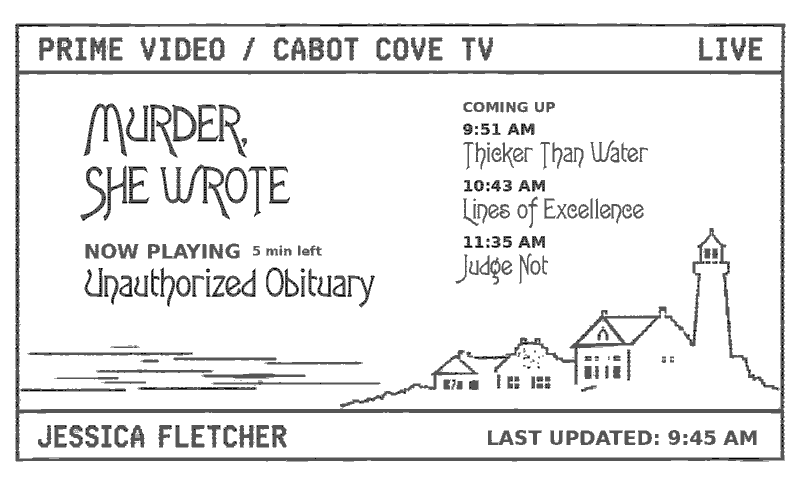 PRIME VIDEO / CABOT COVE TV
LIVE
MURDER,
SHE WROTE
NOW PLAYING 5 min left
Unauthorized Obituary
COMING UP
9:51 AM
Thicker Than Water
10:43 AM
Lines of Excellence
11:35 AM
Judge Not
JESSICA FLETCHER
LAST UPDATED: 9:45 AM